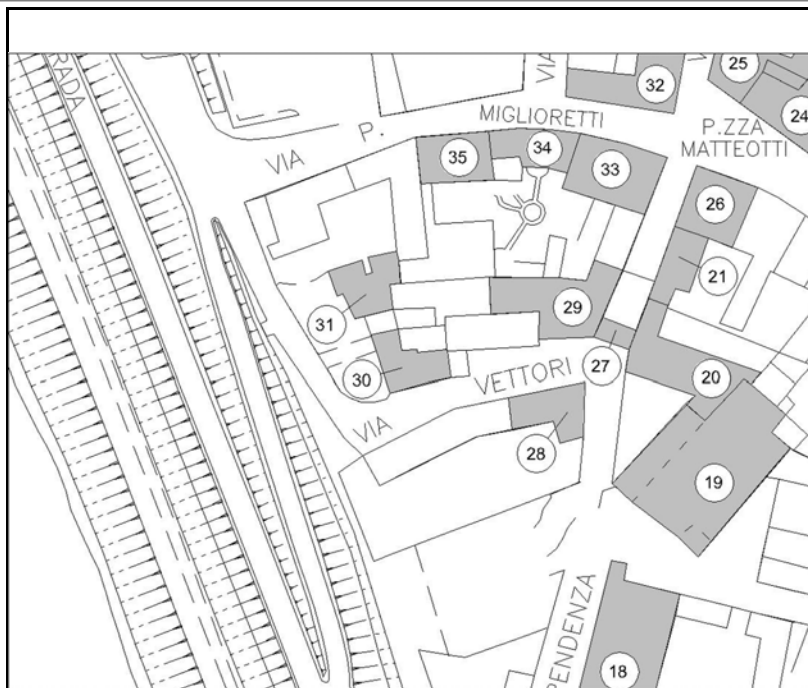 RADA
VIA P. MIGLIORETTI
VIA
V
P.ZZA
MATTEOTTI
25
32
24
35
34
33
26
21
31
29
27
30
20
VIA VETTORI
28
19
PENDENZA
18